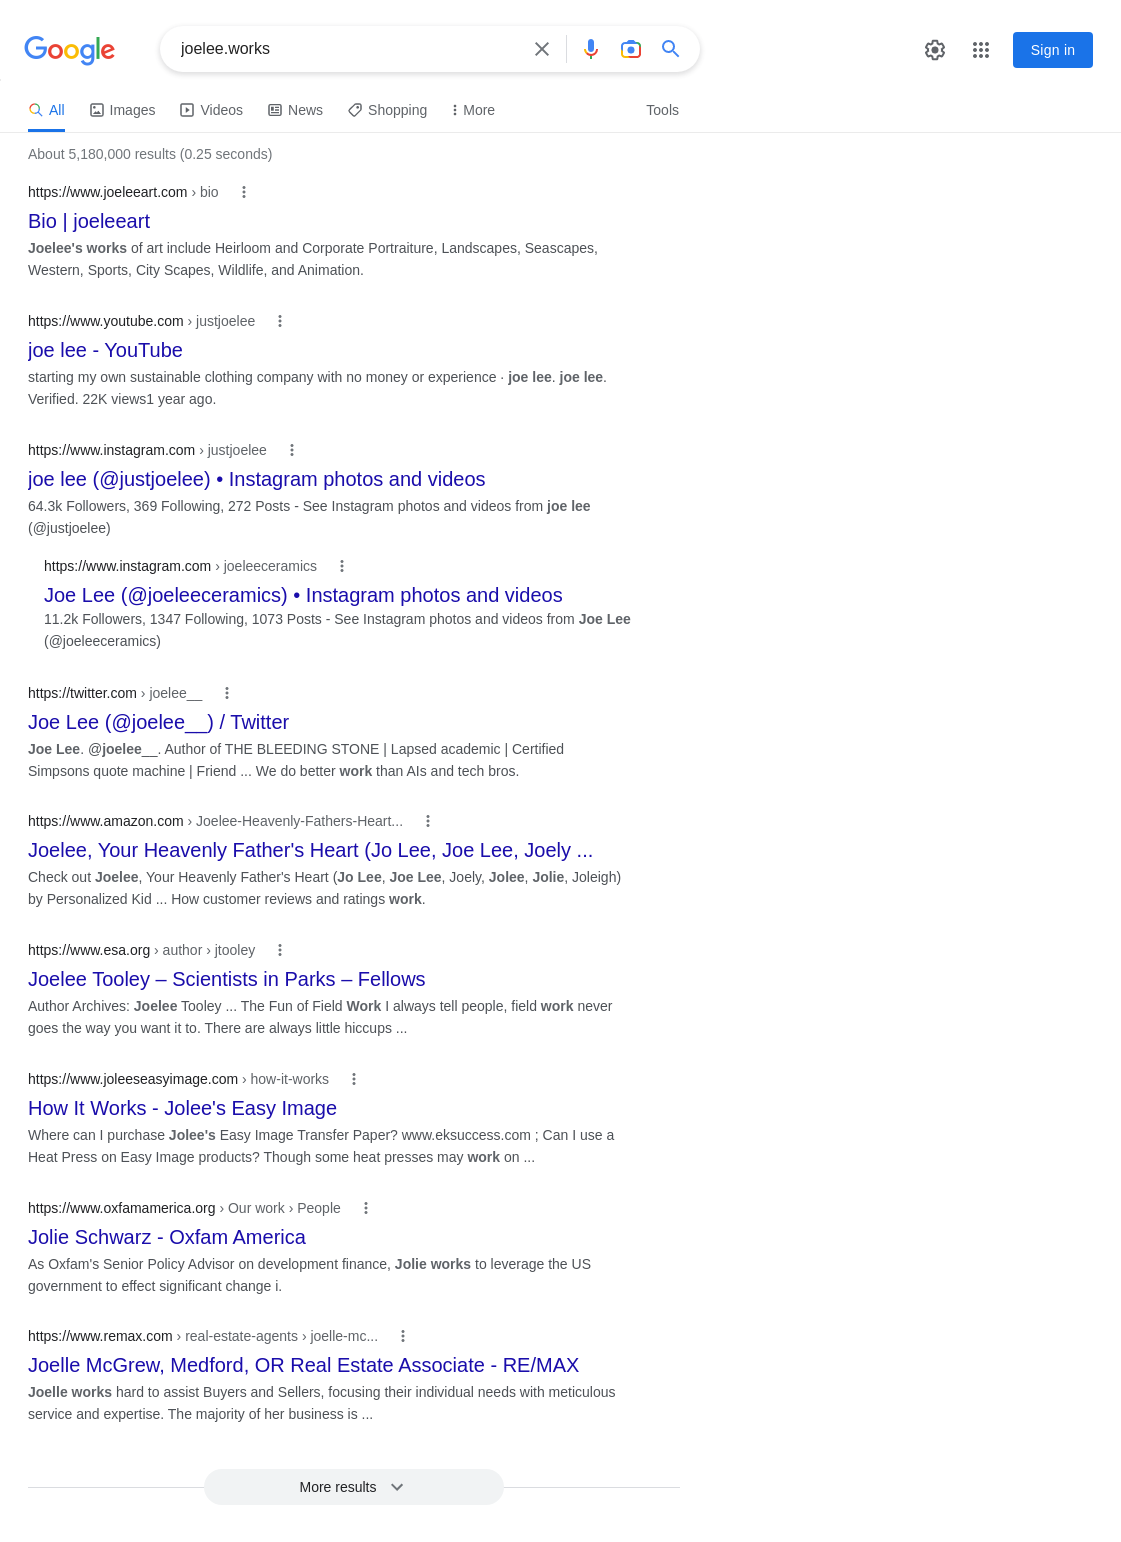 Google
joelee.works
Sign in
All Images Videos News Shopping More Tools
About 5,180,000 results (0.25 seconds)
https://www.joeleeart.com › bio
Bio | joeleeart
Joelee's works of art include Heirloom and Corporate Portraiture, Landscapes, Seascapes,
Western, Sports, City Scapes, Wildlife, and Animation.
https://www.youtube.com › justjoelee
joe lee - YouTube
starting my own sustainable clothing company with no money or experience · joe lee. joe lee.
Verified. 22K views1 year ago.
https://www.instagram.com › justjoelee
joe lee (@justjoelee) • Instagram photos and videos
64.3k Followers, 369 Following, 272 Posts - See Instagram photos and videos from joe lee
(@justjoelee)
https://www.instagram.com › joeleeceramics
Joe Lee (@joeleeceramics) • Instagram photos and videos
11.2k Followers, 1347 Following, 1073 Posts - See Instagram photos and videos from Joe Lee
(@joeleeceramics)
https://twitter.com › joelee__
Joe Lee (@joelee__) / Twitter
Joe Lee. @joelee__. Author of THE BLEEDING STONE | Lapsed academic | Certified
Simpsons quote machine | Friend ... We do better work than AIs and tech bros.
https://www.amazon.com › Joelee-Heavenly-Fathers-Heart...
Joelee, Your Heavenly Father's Heart (Jo Lee, Joe Lee, Joely ...
Check out Joelee, Your Heavenly Father's Heart (Jo Lee, Joe Lee, Joely, Jolee, Jolie, Joleigh)
by Personalized Kid ... How customer reviews and ratings work.
https://www.esa.org › author › jtooley
Joelee Tooley – Scientists in Parks – Fellows
Author Archives: Joelee Tooley ... The Fun of Field Work I always tell people, field work never
goes the way you want it to. There are always little hiccups ...
https://www.joleeseasyimage.com › how-it-works
How It Works - Jolee's Easy Image
Where can I purchase Jolee's Easy Image Transfer Paper? www.eksuccess.com ; Can I use a
Heat Press on Easy Image products? Though some heat presses may work on ...
https://www.oxfamamerica.org › Our work › People
Jolie Schwarz - Oxfam America
As Oxfam's Senior Policy Advisor on development finance, Jolie works to leverage the US
government to effect significant change i.
https://www.remax.com › real-estate-agents › joelle-mc...
Joelle McGrew, Medford, OR Real Estate Associate - RE/MAX
Joelle works hard to assist Buyers and Sellers, focusing their individual needs with meticulous
service and expertise. The majority of her business is ...
More results